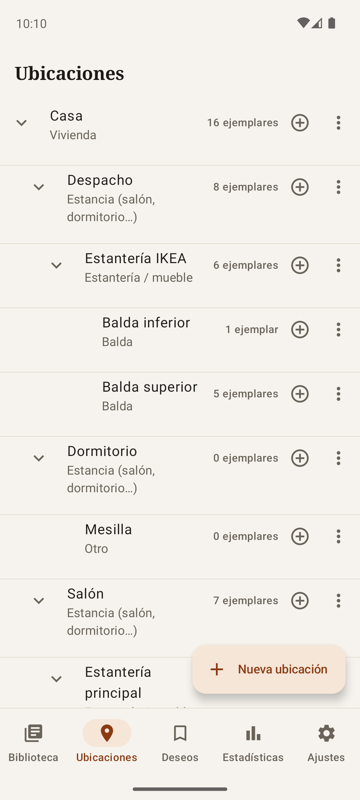 10:10
Ubicaciones
Casa
Vivienda
16 ejemplares
Despacho
Estancia (salón,
dormitorio…)
8 ejemplares
Estantería IKEA
Estantería / mueble
6 ejemplares
Balda inferior
Balda
1 ejemplar
Balda superior
Balda
5 ejemplares
Dormitorio
Estancia (salón,
dormitorio…)
0 ejemplares
Mesilla
Otro
0 ejemplares
Salón
Estancia (salón,
dormitorio…)
7 ejemplares
Estantería
principal
Nueva ubicación
Biblioteca
Ubicaciones
Deseos
Estadísticas
Ajustes